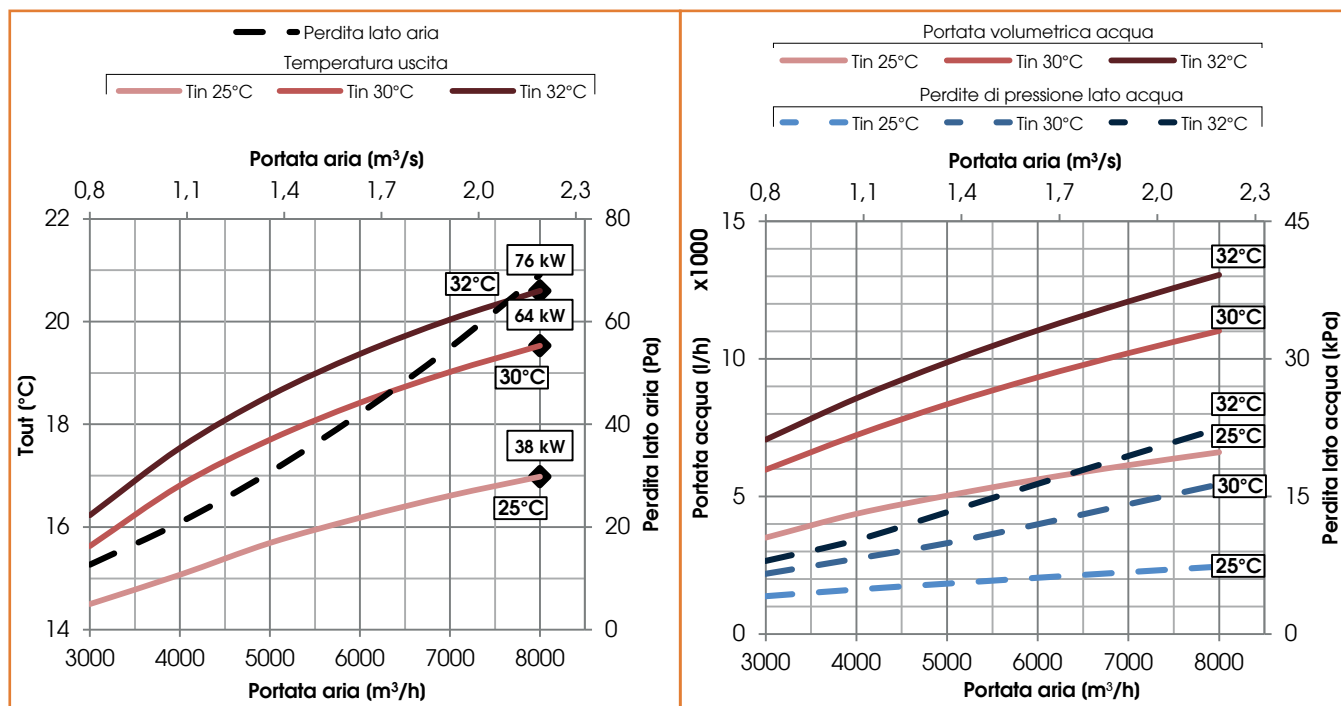 Perdita lato aria
Temperatura uscita
Tin 25°C Tin 30°C Tin 32°C
Portata aria (m³/s)
0,8 1,1 1,4 1,7 2,0 2,3
22 80
76 kW
32°C
20 60
64 kW
30°C
Tout (°C)
Perdita lato aria (Pa)
18 40
38 kW
25°C
16 20
14 0
3000 4000 5000 6000 7000 8000
Portata aria (m³/h)
Portata volumetrica acqua
Tin 25°C Tin 30°C Tin 32°C
Perdite di pressione lato acqua
Tin 25°C Tin 30°C Tin 32°C
Portata aria (m³/s)
0,8 1,1 1,4 1,7 2,0 2,3
15 45
x1000
32°C
30°C
10 30
Portata acqua (l/h)
Perdita lato acqua (kPa)
32°C
25°C
5 15
30°C
25°C
0 0
3000 4000 5000 6000 7000 8000
Portata aria (m³/h)